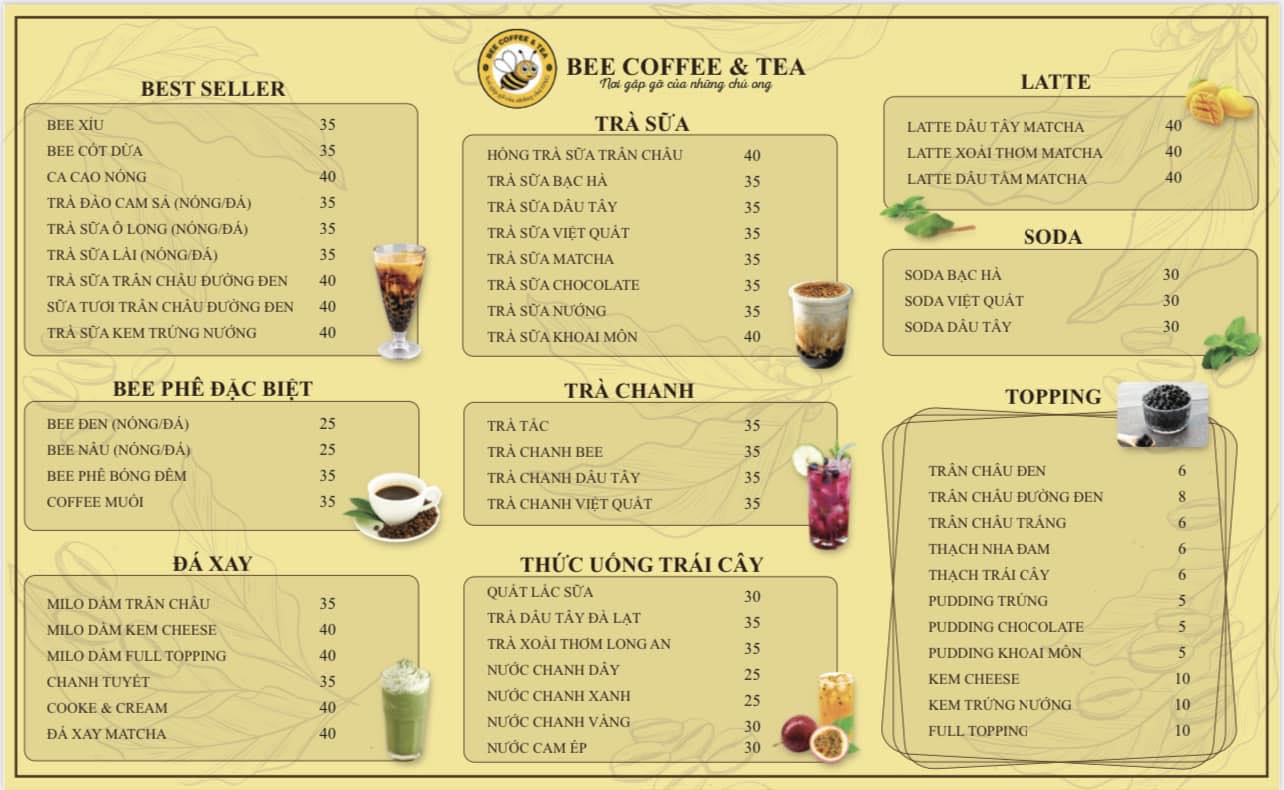 BEE COFFEE & TEA
BEE COFFEE & TEA
Nơi gặp gỡ của những chú ong
BEST SELLER
BEE XÍU 35
BEE CỐT DỪA 35
CA CAO NÓNG 40
TRÀ ĐÀO CAM SẢ (NÓNG/ĐÁ) 35
TRÀ SỮA Ô LONG (NÓNG/ĐÁ) 35
TRÀ SỮA LÀI (NÓNG/ĐÁ) 35
TRÀ SỮA TRÂN CHÂU ĐƯỜNG ĐEN 40
SỮA TƯƠI TRÂN CHÂU ĐƯỜNG ĐEN 40
TRÀ SỮA KEM TRỨNG NƯỚNG 40
BEE PHÊ ĐẶC BIỆT
BEE ĐEN (NÓNG/ĐÁ) 25
BEE NÂU (NÓNG/ĐÁ) 25
BEE PHÊ BÓNG ĐÊM 35
COFFEE MUỐI 35
ĐÁ XAY
MILO DẦM TRÂN CHÂU 35
MILO DẦM KEM CHEESE 40
MILO DẦM FULL TOPPING 40
CHANH TUYẾT 35
COOKE & CREAM 40
ĐÁ XAY MATCHA 40
TRÀ SỮA
HỒNG TRÀ SỮA TRÂN CHÂU 40
TRÀ SỮA BẠC HÀ 35
TRÀ SỮA DÂU TÂY 35
TRÀ SỮA VIỆT QUẤT 35
TRÀ SỮA MATCHA 35
TRÀ SỮA CHOCOLATE 35
TRÀ SỮA NƯỚNG 35
TRÀ SỮA KHOAI MÔN 40
TRÀ CHANH
TRÀ TẮC 35
TRÀ CHANH BEE 35
TRÀ CHANH DÂU TÂY 35
TRÀ CHANH VIỆT QUẤT 35
THỨC UỐNG TRÁI CÂY
QUẤT LẮC SỮA 30
TRÀ DÂU TÂY ĐÀ LẠT 35
TRÀ XOÀI THƠM LONG AN 35
NƯỚC CHANH DÂY 25
NƯỚC CHANH XANH 25
NƯỚC CHANH VÀNG 30
NƯỚC CAM ÉP 30
LATTE
LATTE DÂU TÂY MATCHA 40
LATTE XOÀI THƠM MATCHA 40
LATTE DÂU TẰM MATCHA 40
SODA
SODA BẠC HÀ 30
SODA VIỆT QUẤT 30
SODA DÂU TÂY 30
TOPPING
TRÂN CHÂU ĐEN 6
TRÂN CHÂU ĐƯỜNG ĐEN 8
TRÂN CHÂU TRẮNG 6
THẠCH NHA ĐAM 6
THẠCH TRÁI CÂY 6
PUDDING TRỨNG 5
PUDDING CHOCOLATE 5
PUDDING KHOAI MÔN 5
KEM CHEESE 10
KEM TRỨNG NƯỚNG 10
FULL TOPPING 10